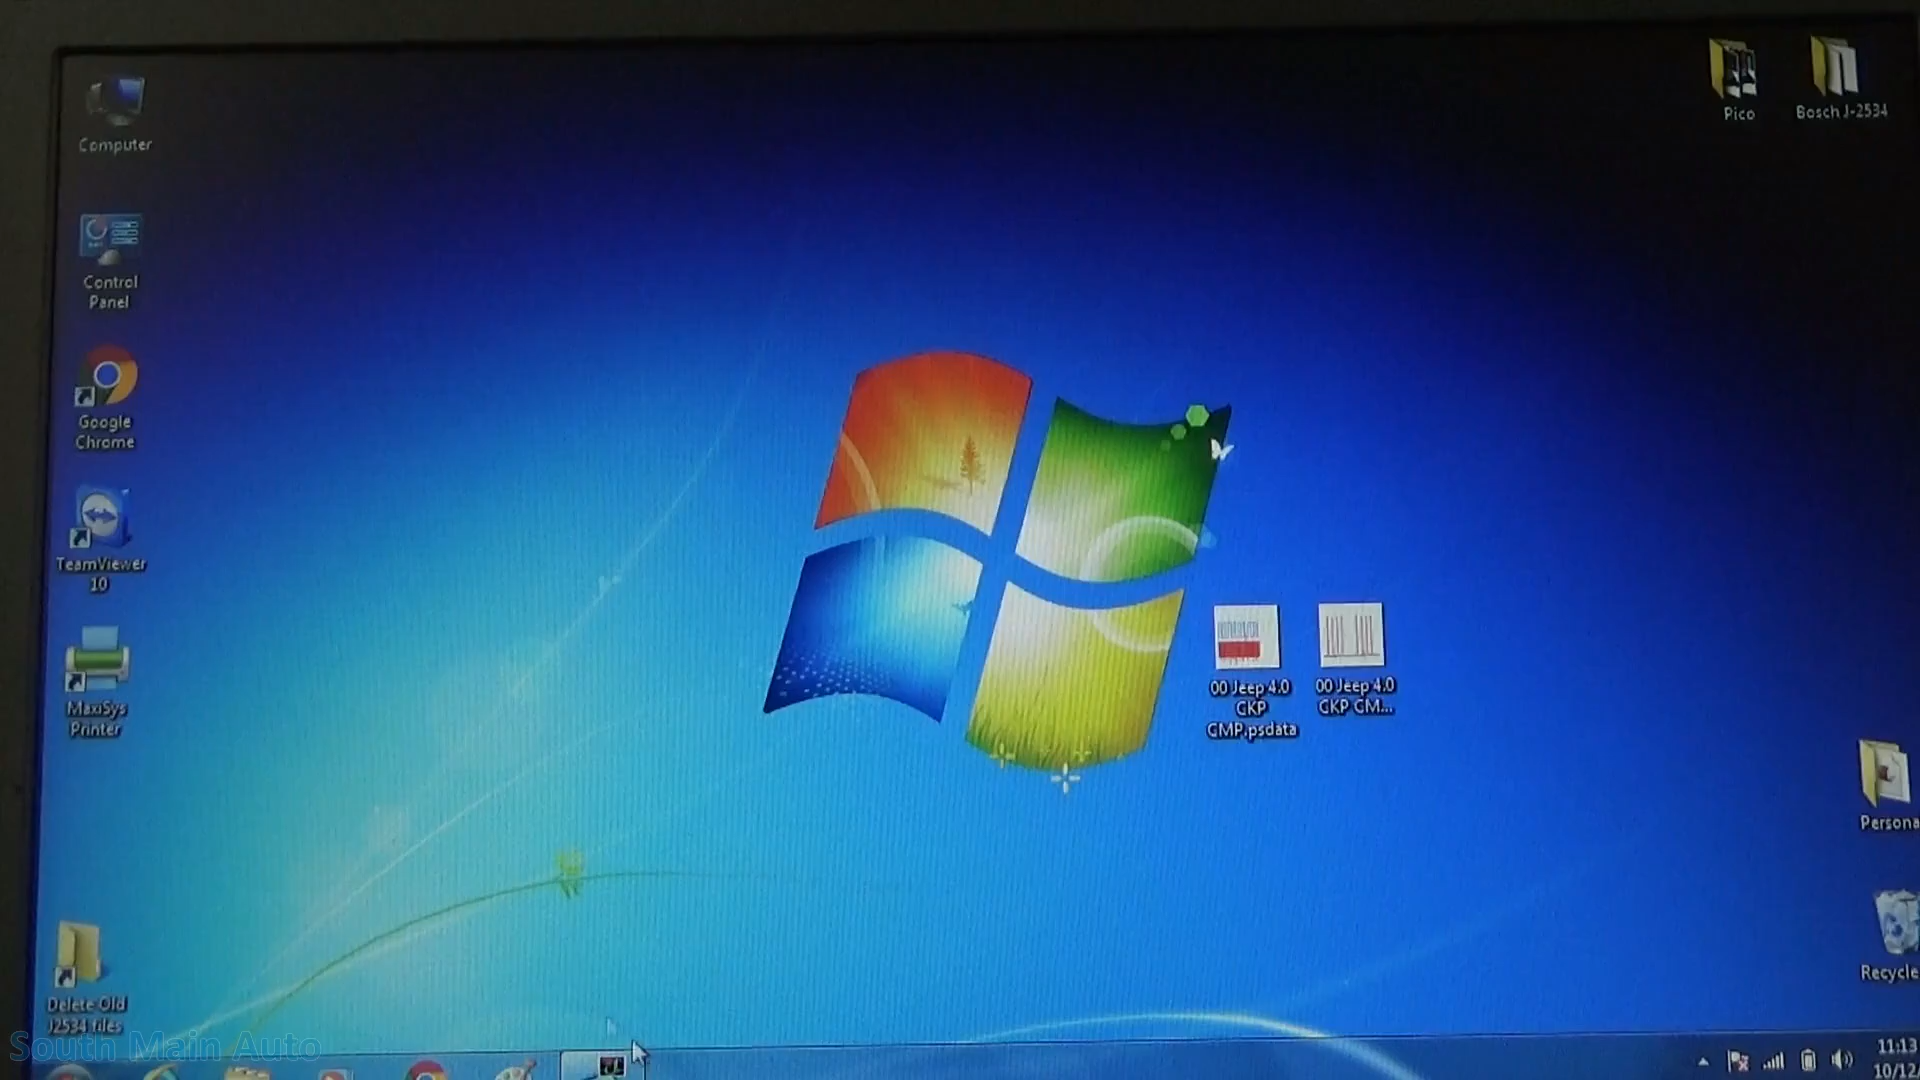 Computer
Control
Panel
Google
Chrome
TeamViewer
10
MaxiSys
Printer
Delete Old
J2534 files
Pico
Bosch J-2534
00 Jeep 4.0
CKP
CMP.psdata
00 Jeep 4.0
CKP CM...
Persona
Recycle
11:13
10/12/
South Main Auto